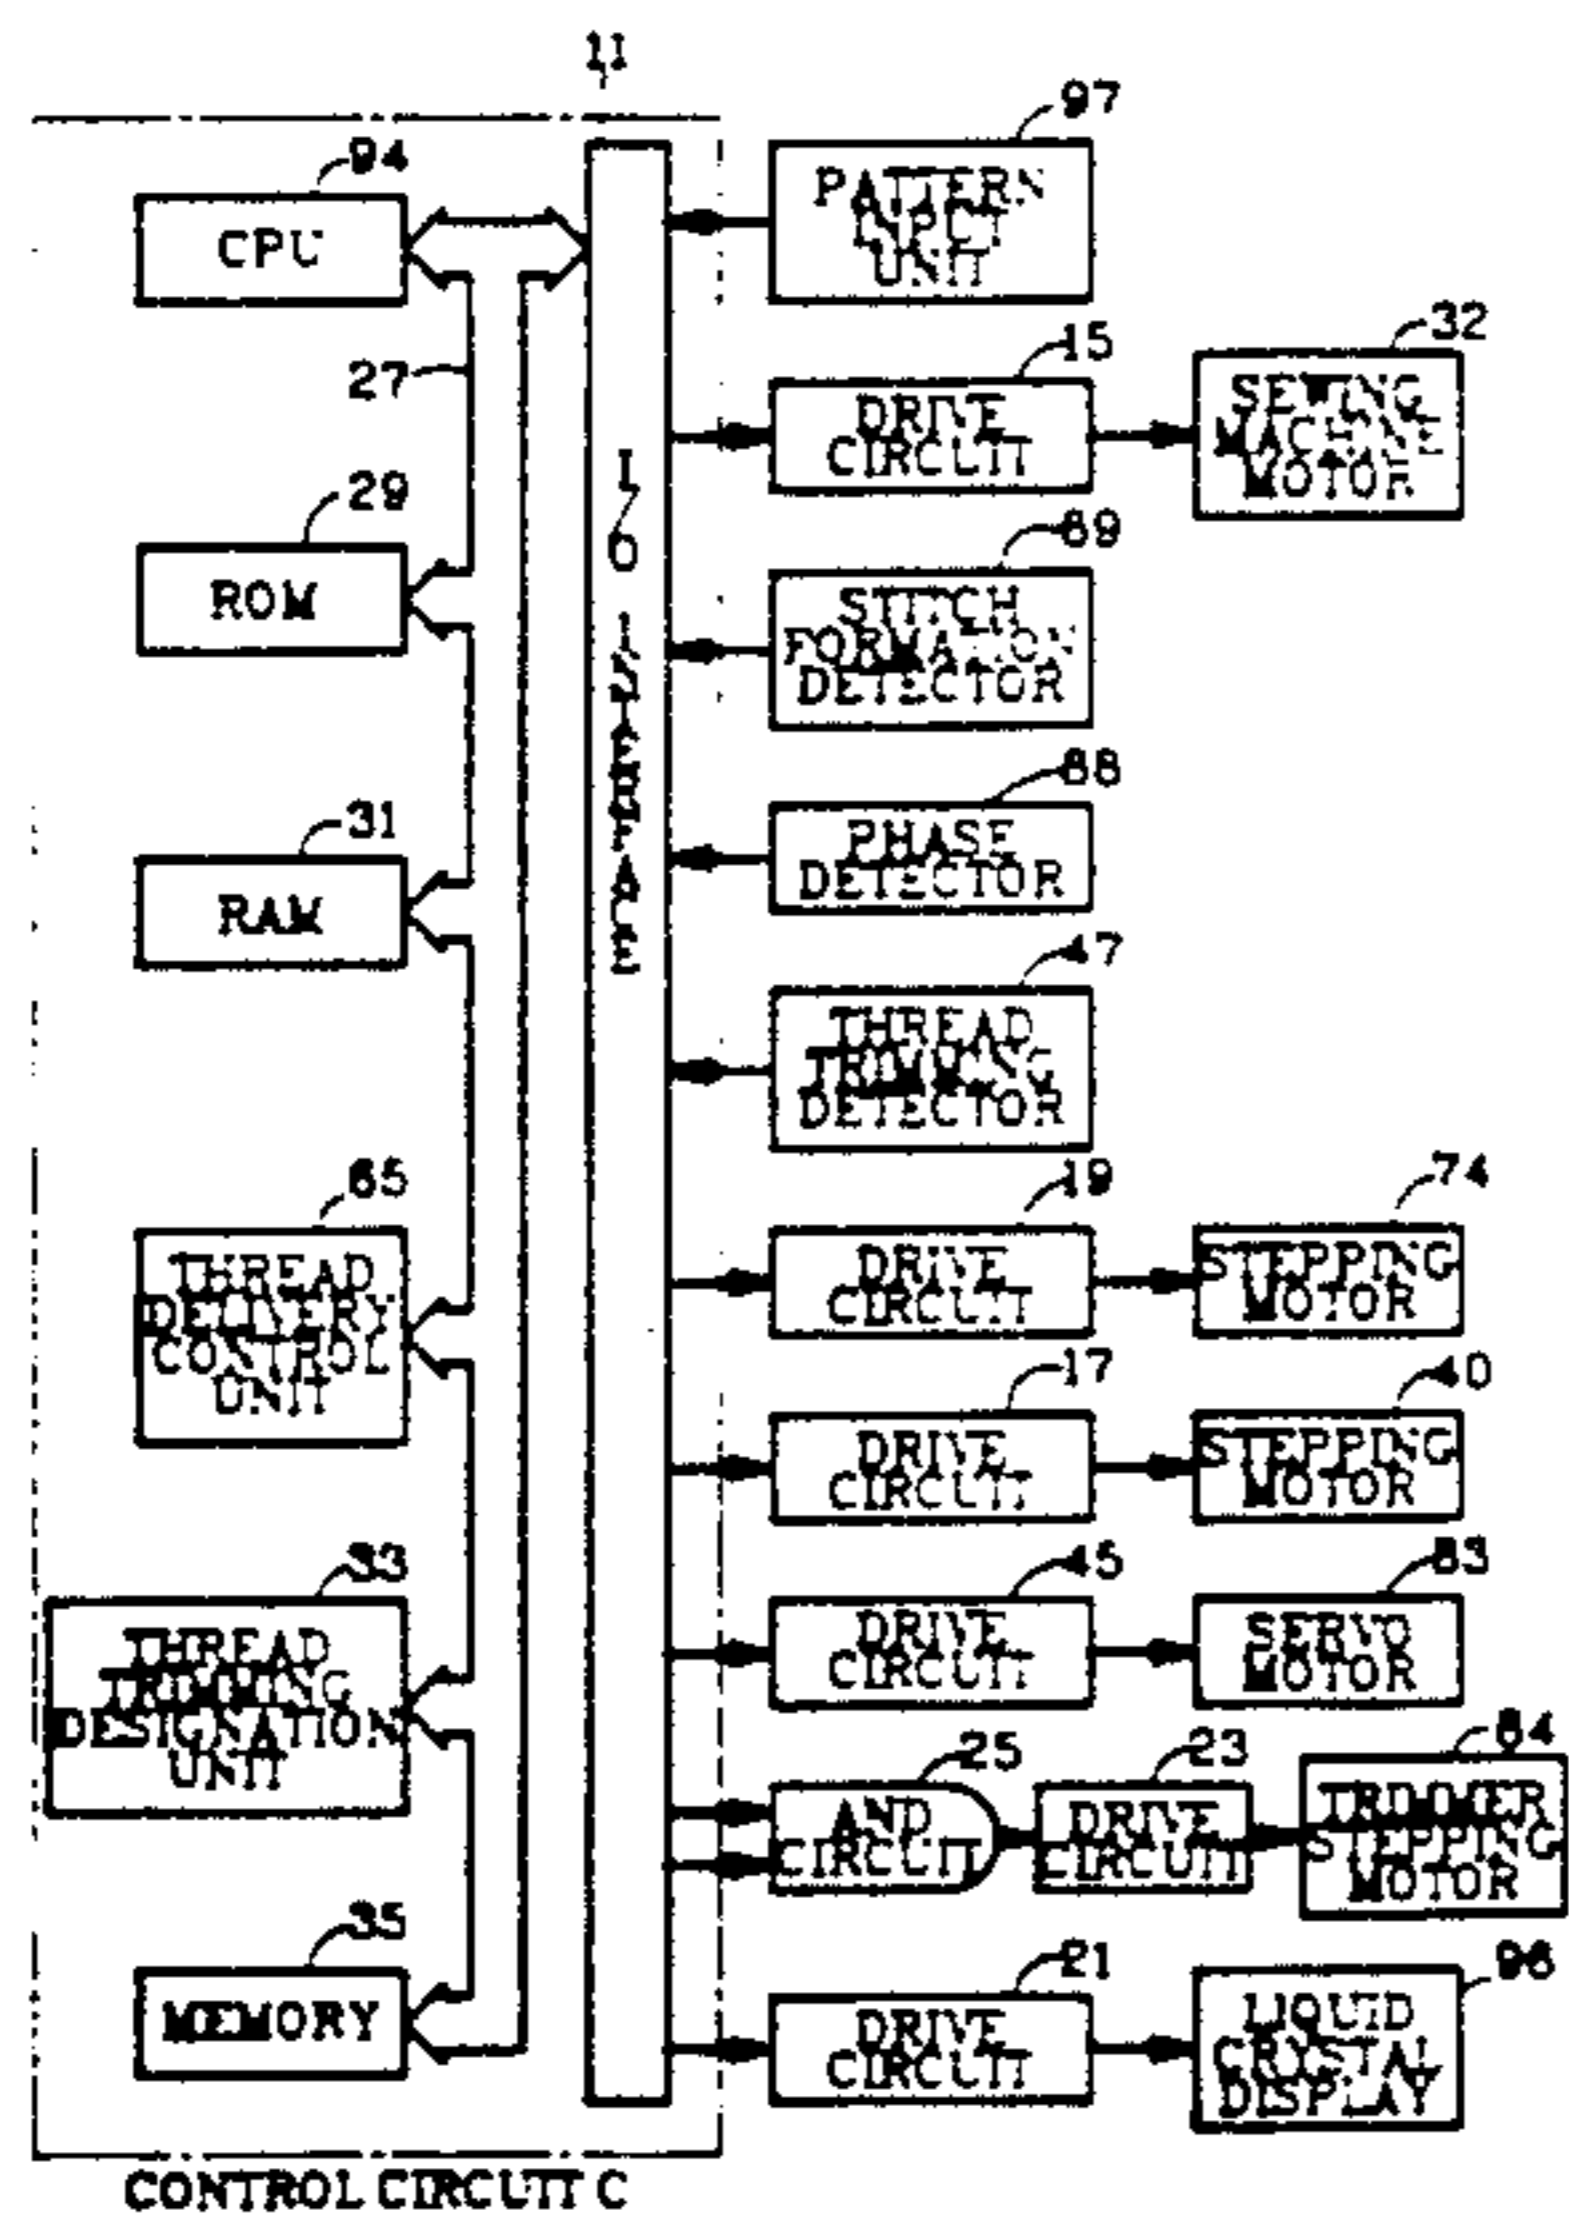 11
97
94
PATTERN
INPUT
UNIT
CPU
32
15
27
SEWING
MACHINE
MOTOR
DRIVE
CIRCUIT
29
89
ROM
STITCH
FORMATION
DETECTOR
I/O INTERFACE
88
31
PHASE
DETECTOR
RAM
47
THREAD
TRIMMING
DETECTOR
65
19
74
THREAD
DELIVERY
CONTROL
UNIT
DRIVE
CIRCUIT
STEPPING
MOTOR
17
40
DRIVE
CIRCUIT
STEPPING
MOTOR
33
45
83
THREAD
TRIMMING
DESIGNATION
UNIT
DRIVE
CIRCUIT
SERVO
MOTOR
25
23
84
AND
CIRCUIT
DRIVE
CIRCUIT
TRIMMER
STEPPING
MOTOR
35
21
96
MEMORY
DRIVE
CIRCUIT
LIQUID
CRYSTAL
DISPLAY
CONTROL CIRCUIT C